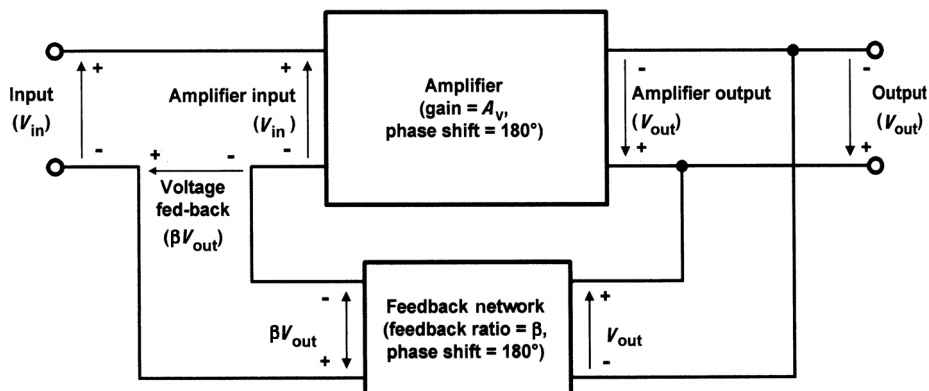 +
+
-
-
Input
(Vin)
Amplifier input
(Vin)
Amplifier
(gain = Av,
phase shift = 180°)
Amplifier output
(Vout)
Output
(Vout)
-
-
+
+
+
-
Voltage
fed-back
(βVout)
-
βVout
+
Feedback network
(feedback ratio = β,
phase shift = 180°)
+
Vout
-